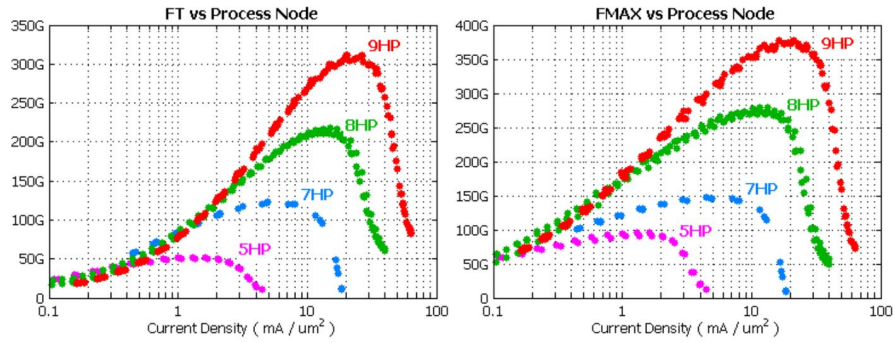 FT vs Process Node
350G
300G
250G
200G
150G
100G
50G
0
9HP
8HP
7HP
5HP
0.1
1
10
100
Current Density ( mA / um² )
FMAX vs Process Node
400G
350G
300G
250G
200G
150G
100G
50G
0
9HP
8HP
7HP
5HP
0.1
1
10
100
Current Density ( mA / um² )